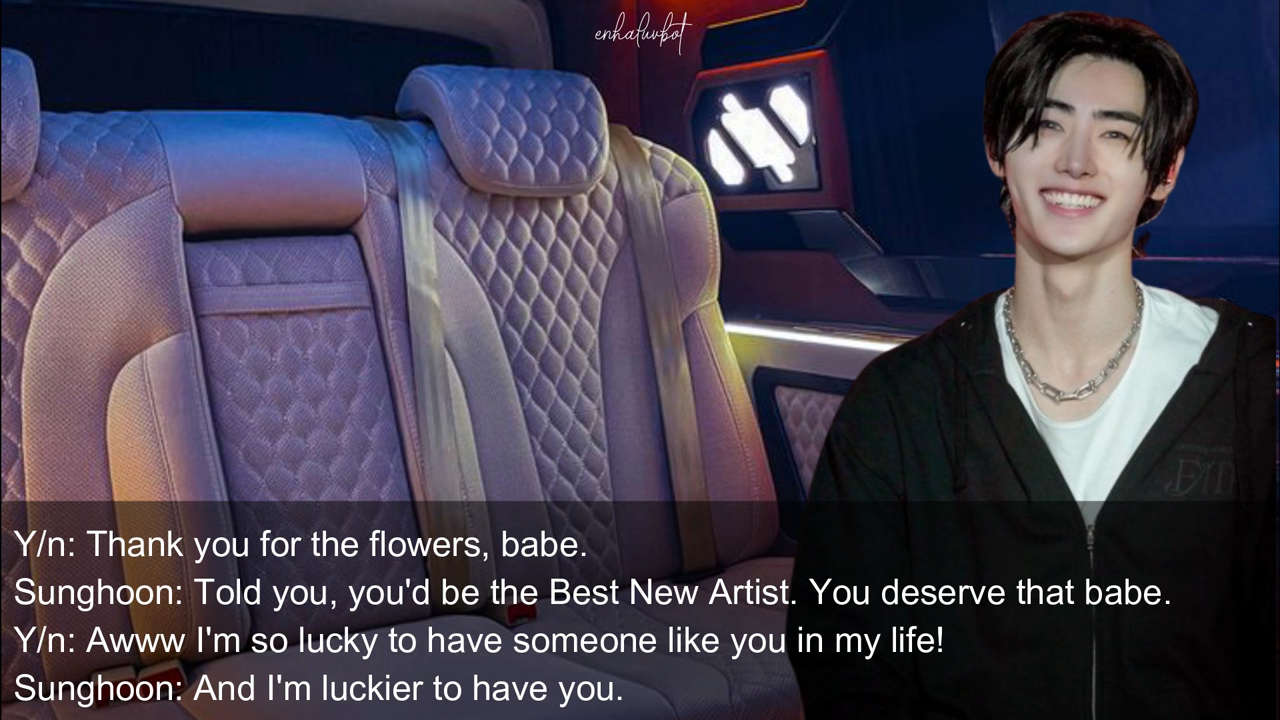 enhaluvbot
Y/n: Thank you for the flowers, babe.
Sunghoon: Told you, you'd be the Best New Artist. You deserve that babe.
Y/n: Awww I'm so lucky to have someone like you in my life!
Sunghoon: And I'm luckier to have you.